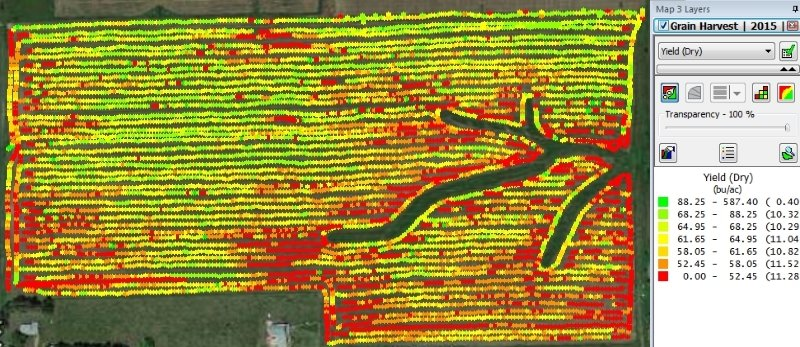 Map 3 Layers
Grain Harvest | 2015 |
Yield (Dry)
Transparency - 100 %
Yield (Dry)
(bu/ac)
88.25 - 587.40 ( 0.40
68.25 - 88.25 (10.32
64.95 - 68.25 (10.29
61.65 - 64.95 (11.04
58.05 - 61.65 (10.82
52.45 - 58.05 (11.52
0.00 - 52.45 (11.28